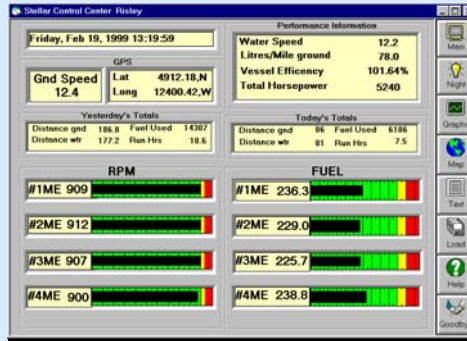 Stellar Control Center Risley
Friday, Feb 19, 1999 13:19:59
GPS
Gnd Speed
12.4
Lat 4912.18,N
Long 12400.42,W
Performance Information
Water Speed 12.2
Litres/Mile ground 78.0
Vessel Efficency 101.64%
Total Horsepower 5240
Yesterday's Totals
Distance gnd 186.8 Fuel Used 14307
Distance wtr 177.2 Run Hrs 18.6
Today's Totals
Distance gnd 86 Fuel Used 6186
Distance wtr 81 Run Hrs 7.5
RPM
#1ME 909
#2ME 912
#3ME 907
#4ME 900
FUEL
#1ME 236.3
#2ME 229.0
#3ME 225.7
#4ME 238.8
Main
Night
Graphs
Map
Text
Load
Help
Goodby